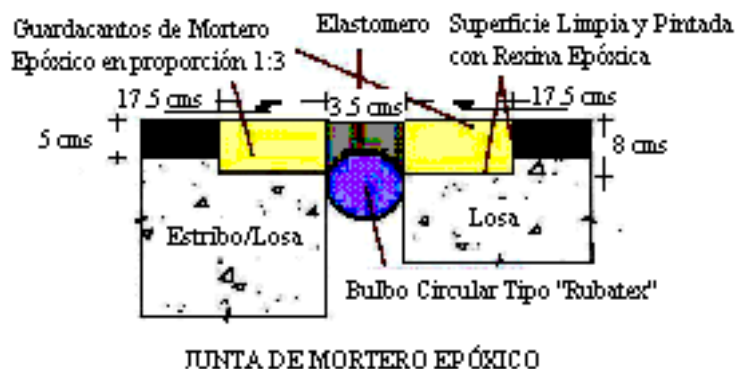 Guardacantos de Mortero
Epóxico en proporción 1:3
Elastomero
Superficie Limpia y Pintada
con Rexina Epóxica
17.5 cms
3.5 cms
17.5 cms
5 cms
8 cms
Estribo/Losa
Losa
Bulbo Circular Tipo "Rubatex"
JUNTA DE MORTERO EPÓXICO